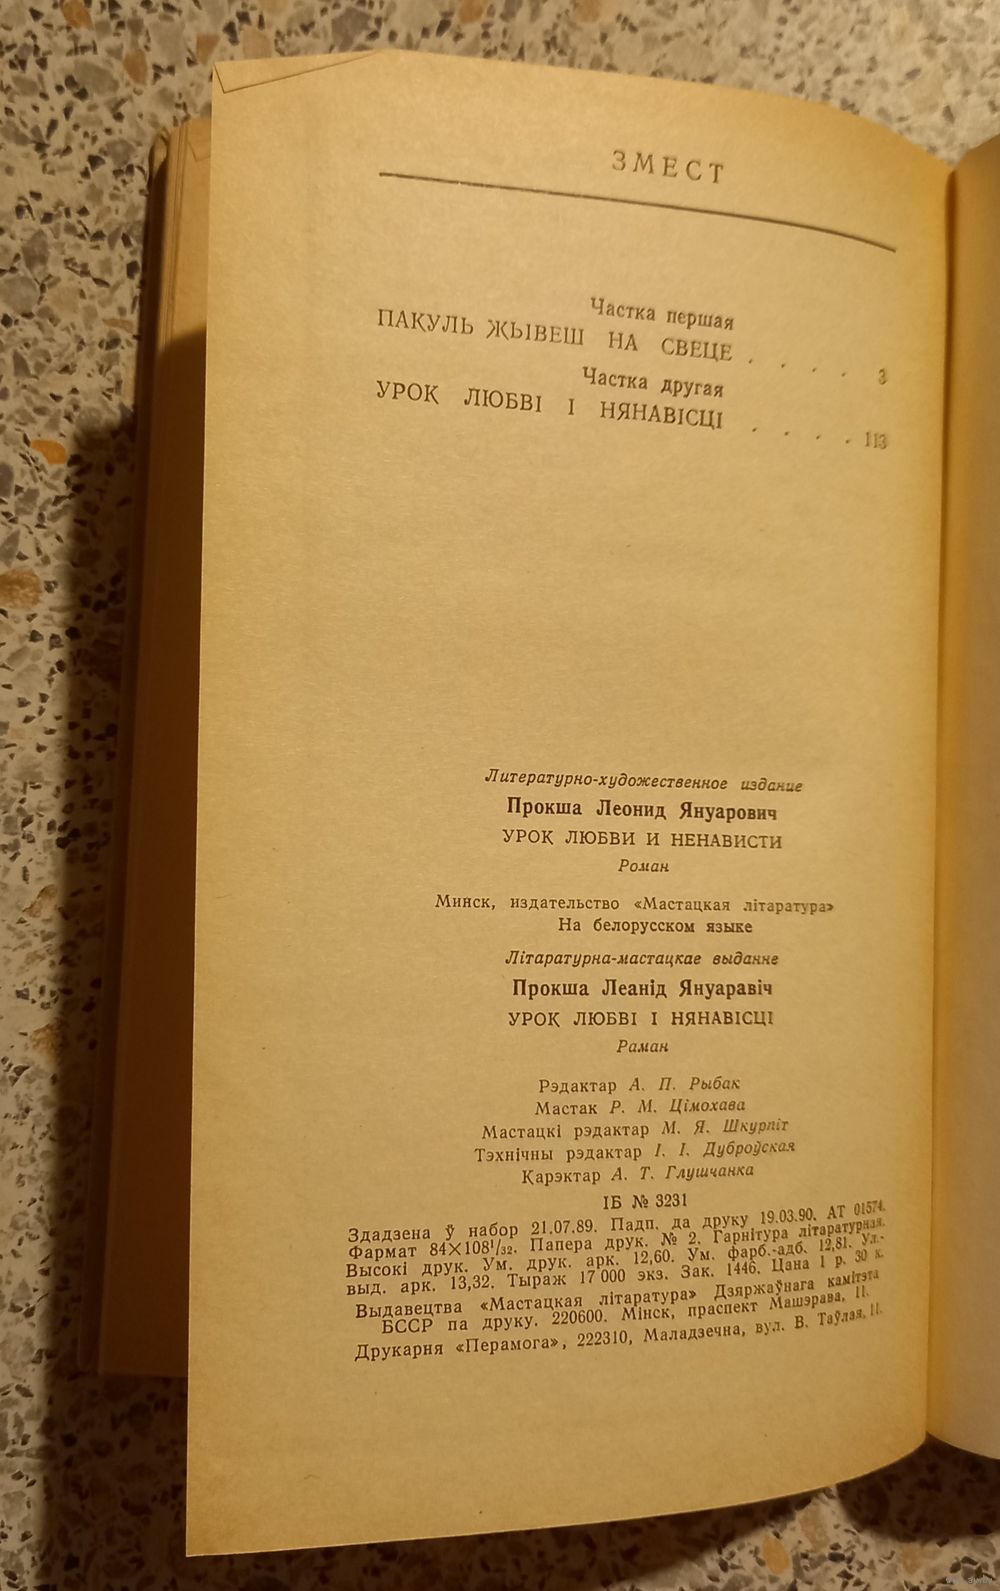 ЗМЕСТ
Частка першая
ПАКУЛЬ ЖЫВЕШ НА СВЕЦЕ . . . . 3
Частка другая
УРОК ЛЮБВІ І НЯНАВІСЦІ . . . . 113
Литературно-художественное издание
Прокша Леонид Януарович
УРОК ЛЮБВИ И НЕНАВИСТИ
Роман
Минск, издательство «Мастацкая літаратура»
На белорусском языке
Літаратурна-мастацкае выданне
Прокша Леанід Януаравіч
УРОК ЛЮБВІ І НЯНАВІСЦІ
Раман
Рэдактар А. П. Рыбак
Мастак Р. М. Цімохава
Мастацкі рэдактар М. Я. Шкурпіт
Тэхнічны рэдактар І. І. Дуброўская
Карэктар А. Т. Глушчанка
ІБ № 3231
Здадзена ў набор 21.07.89. Падп. да друку 19.03.90. АТ 01574.
Фармат 84×108¹/₃₂. Папера друк. № 2. Гарнітура літаратурная.
Высокі друк. Ум. друк. арк. 12,60. Ум. фарб.-адб. 12,81. Ул.-
выд. арк. 13,32. Тыраж 17 000 экз. Зак. 1446. Цана 1 р. 30 к.
Выдавецтва «Мастацкая літаратура» Дзяржаўнага камітэта
БССР па друку. 220600. Мінск, праспект Машэрава, 11.
Друкарня «Перамога», 222310, Маладзечна, вул. В. Таўлая, 11.